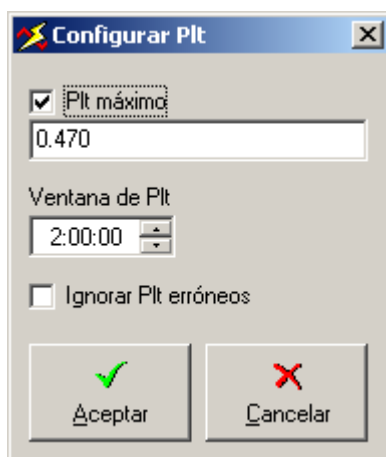 Configurar Plt
Plt máximo
0.470
Ventana de Plt
2:00:00
Ignorar Plt erróneos
Aceptar
Cancelar